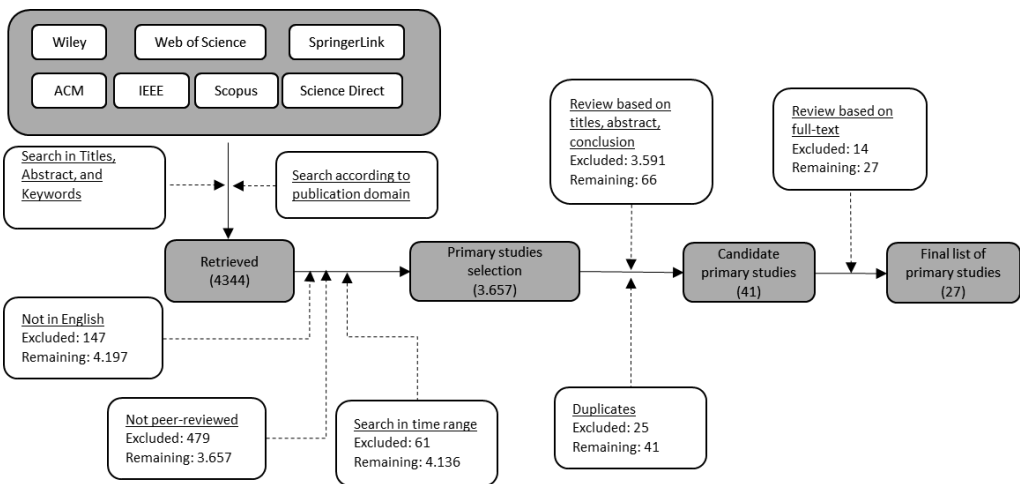 Wiley
Web of Science
SpringerLink
ACM
IEEE
Scopus
Science Direct
Search in Titles,
Abstract, and
Keywords
Search according to
publication domain
Review based on
titles, abstract,
conclusion
Excluded: 3.591
Remaining: 66
Review based on
full-text
Excluded: 14
Remaining: 27
Retrieved
(4344)
Primary studies
selection
(3.657)
Candidate
primary studies
(41)
Final list of
primary studies
(27)
Not in English
Excluded: 147
Remaining: 4.197
Not peer-reviewed
Excluded: 479
Remaining: 3.657
Search in time range
Excluded: 61
Remaining: 4.136
Duplicates
Excluded: 25
Remaining: 41